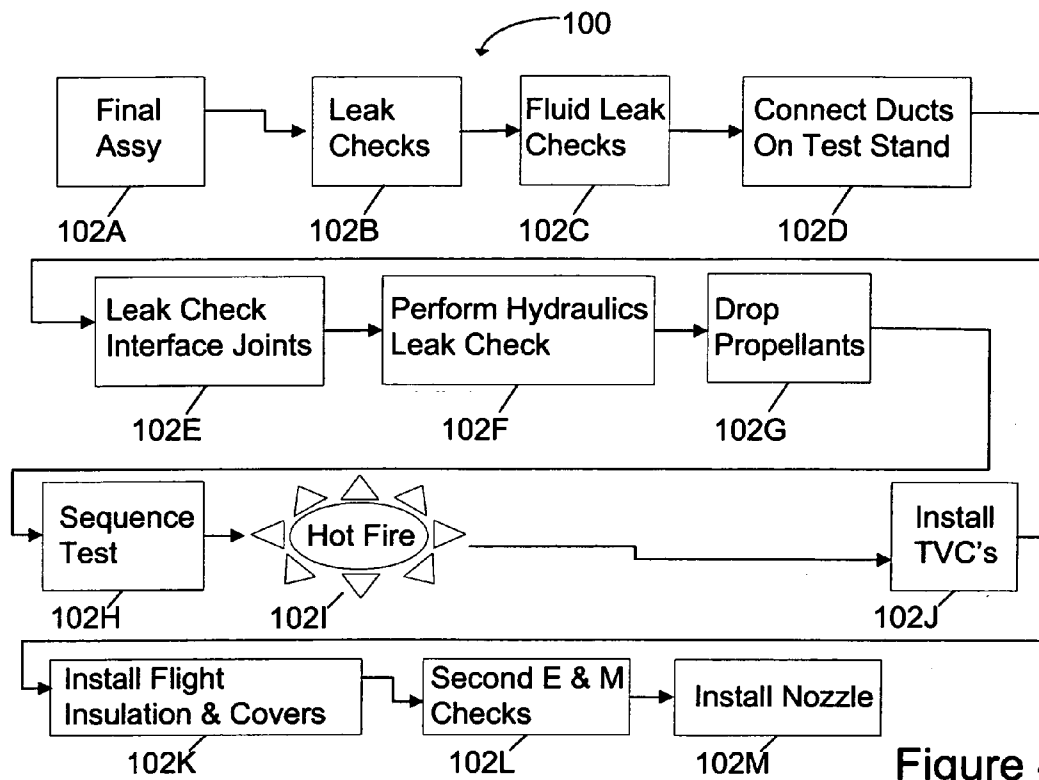 100
Final
Assy
Leak
Checks
Fluid Leak
Checks
Connect Ducts
On Test Stand
102A
102B
102C
102D
Leak Check
Interface Joints
Perform Hydraulics
Leak Check
Drop
Propellants
102E
102F
102G
Sequence
Test
Hot Fire
Install
TVC's
102H
102I
102J
Install Flight
Insulation & Covers
Second E & M
Checks
Install Nozzle
102K
102L
102M
Figure